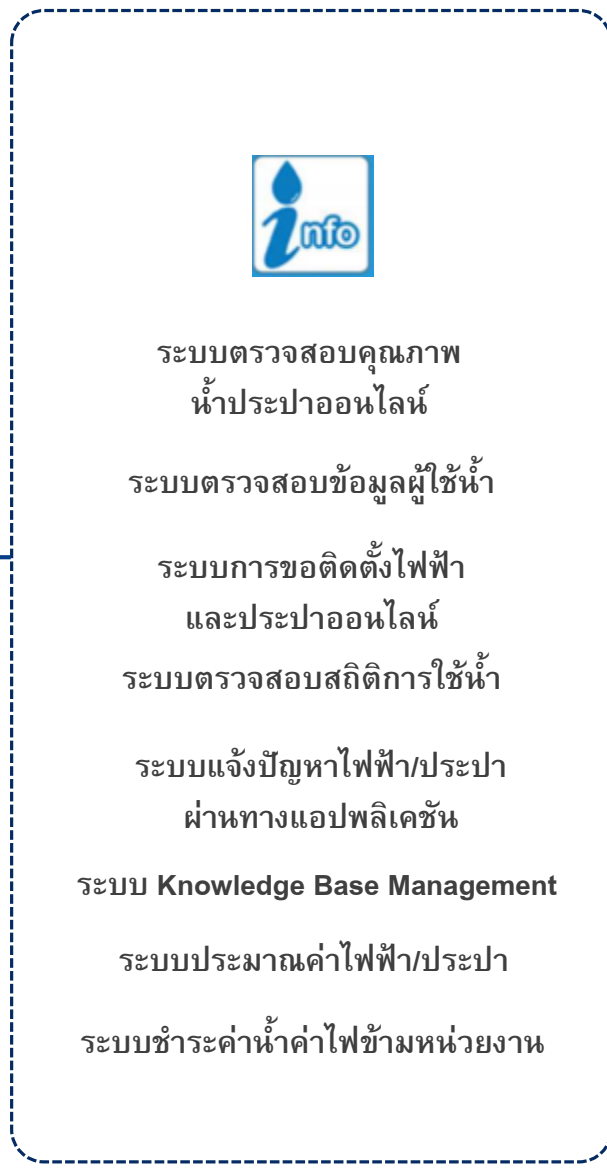 info
ระบบตรวจสอบคุณภาพ
น้ำประปาออนไลน์
ระบบตรวจสอบข้อมูลผู้ใช้น้ำ
ระบบการขอติดตั้งไฟฟ้า
และประปาออนไลน์
ระบบตรวจสอบสถิติการใช้น้ำ
ระบบแจ้งปัญหาไฟฟ้า/ประปา
ผ่านทางแอปพลิเคชัน
ระบบ Knowledge Base Management
ระบบประมาณค่าไฟฟ้า/ประปา
ระบบชำระค่าน้ำค่าไฟข้ามหน่วยงาน